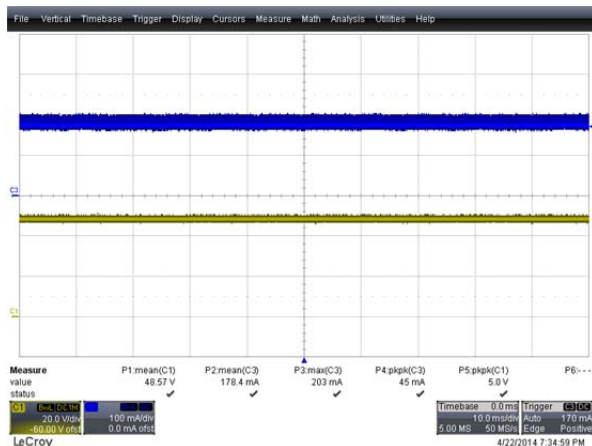 File Vertical Timebase Trigger Display Cursors Measure Math Analysis Utilities Help
C3
C1
Measure P1:mean(C1) P2:mean(C3) P3:max(C3) P4:pkpk(C3) P5:pkpk(C1) P6:---
value 48.57 V 178.4 mA 203 mA 45 mA 5.0 V
status
C1 BwL DC1M Timebase 0.0 ms Trigger C3 DC
20.0 V/div 100 mA/div 10.0 ms/div Auto 170 mA
-60.00 V ofst 0.0 mA ofst 5.00 MS 50 MS/s Edge Positive
LeCroy 4/22/2014 7:34:59 PM